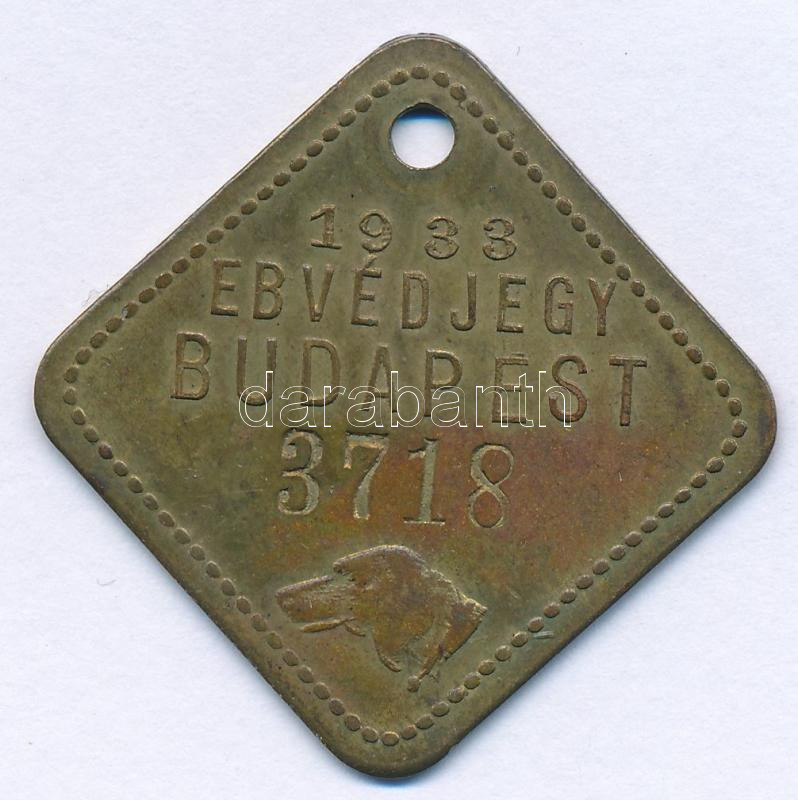 1933
EBVÉDJEGY
BUDAPEST
darabanth
3718